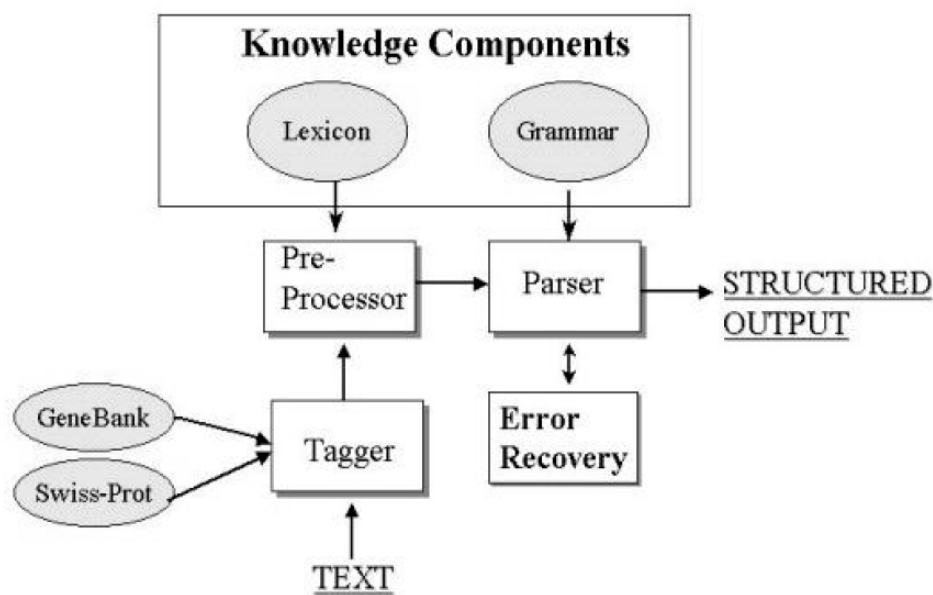 Knowledge Components
Lexicon
Grammar
Pre-
Processor
Parser
STRUCTURED
OUTPUT
GeneBank
Swiss-Prot
Tagger
Error
Recovery
TEXT